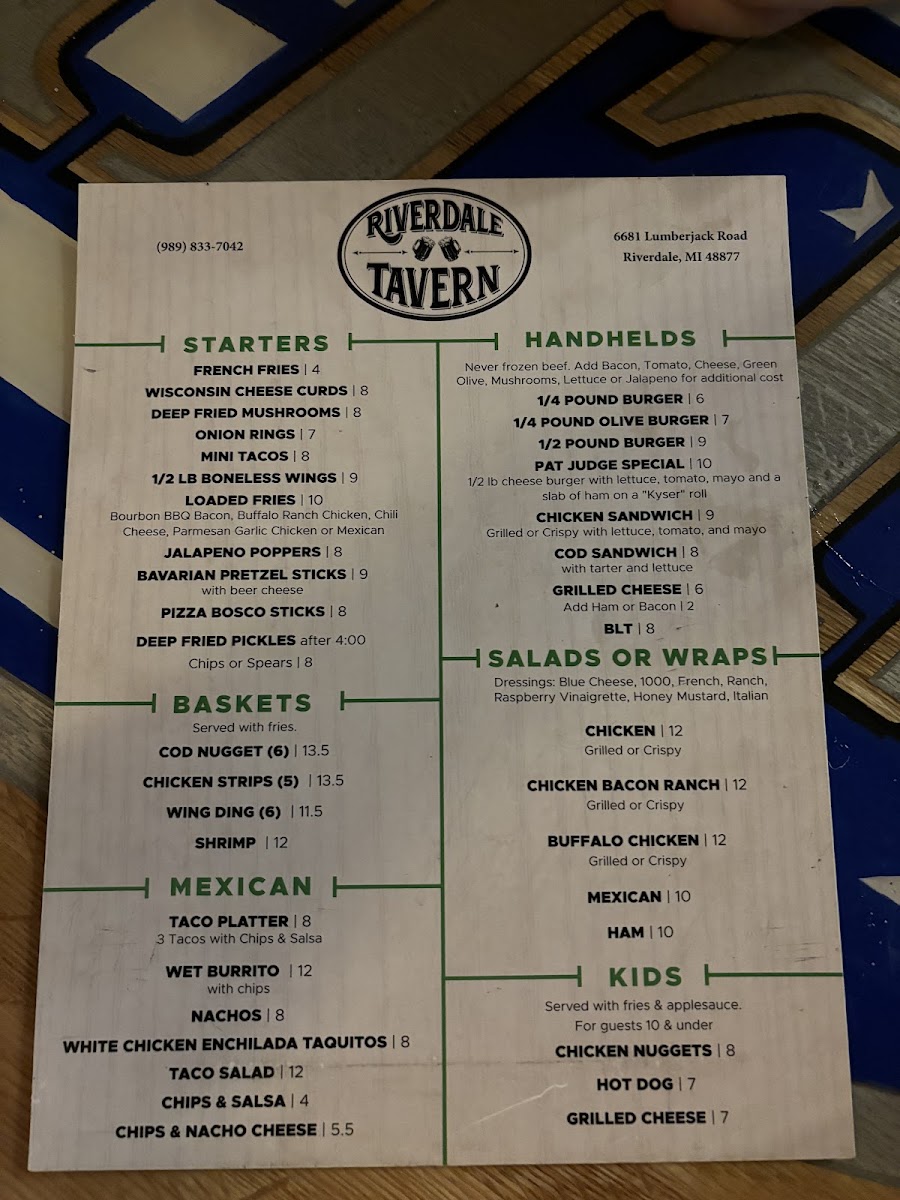 (989) 833-7042
RIVERDALE
TAVERN
6681 Lumberjack Road
Riverdale, MI 48877
STARTERS
FRENCH FRIES | 4
WISCONSIN CHEESE CURDS | 8
DEEP FRIED MUSHROOMS | 8
ONION RINGS | 7
MINI TACOS | 8
1/2 LB BONELESS WINGS | 9
LOADED FRIES | 10
Bourbon BBQ Bacon, Buffalo Ranch Chicken, Chili
Cheese, Parmesan Garlic Chicken or Mexican
JALAPENO POPPERS | 8
BAVARIAN PRETZEL STICKS | 9
with beer cheese
PIZZA BOSCO STICKS | 8
DEEP FRIED PICKLES after 4:00
Chips or Spears | 8
BASKETS
Served with fries.
COD NUGGET (6) | 13.5
CHICKEN STRIPS (5) | 13.5
WING DING (6) | 11.5
SHRIMP | 12
MEXICAN
TACO PLATTER | 8
3 Tacos with Chips & Salsa
WET BURRITO | 12
with chips
NACHOS | 8
WHITE CHICKEN ENCHILADA TAQUITOS | 8
TACO SALAD | 12
CHIPS & SALSA | 4
CHIPS & NACHO CHEESE | 5.5
HANDHELDS
Never frozen beef. Add Bacon, Tomato, Cheese, Green
Olive, Mushrooms, Lettuce or Jalapeno for additional cost
1/4 POUND BURGER | 6
1/4 POUND OLIVE BURGER | 7
1/2 POUND BURGER | 9
PAT JUDGE SPECIAL | 10
1/2 lb cheese burger with lettuce, tomato, mayo and a
slab of ham on a "Kyser" roll
CHICKEN SANDWICH | 9
Grilled or Crispy with lettuce, tomato, and mayo
COD SANDWICH | 8
with tarter and lettuce
GRILLED CHEESE | 6
Add Ham or Bacon | 2
BLT | 8
SALADS OR WRAPS
Dressings: Blue Cheese, 1000, French, Ranch,
Raspberry Vinaigrette, Honey Mustard, Italian
CHICKEN | 12
Grilled or Crispy
CHICKEN BACON RANCH | 12
Grilled or Crispy
BUFFALO CHICKEN | 12
Grilled or Crispy
MEXICAN | 10
HAM | 10
KIDS
Served with fries & applesauce.
For guests 10 & under
CHICKEN NUGGETS | 8
HOT DOG | 7
GRILLED CHEESE | 7